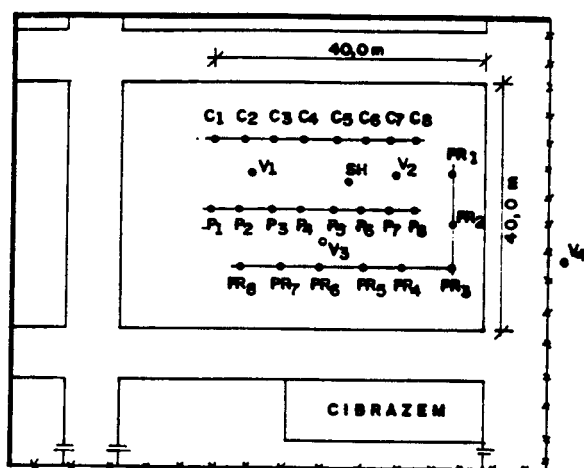 40,0 m
C1 C2 C3 C4 C5 C6 C7 C8
V1 SH V2 PR1
P1 P2 P3 P4 P5 P6 P7 P8 PR2
V3
40,0 m
V4
PR8 PR7 PR6 PR5 PR4 PR3
CIBRAZEM